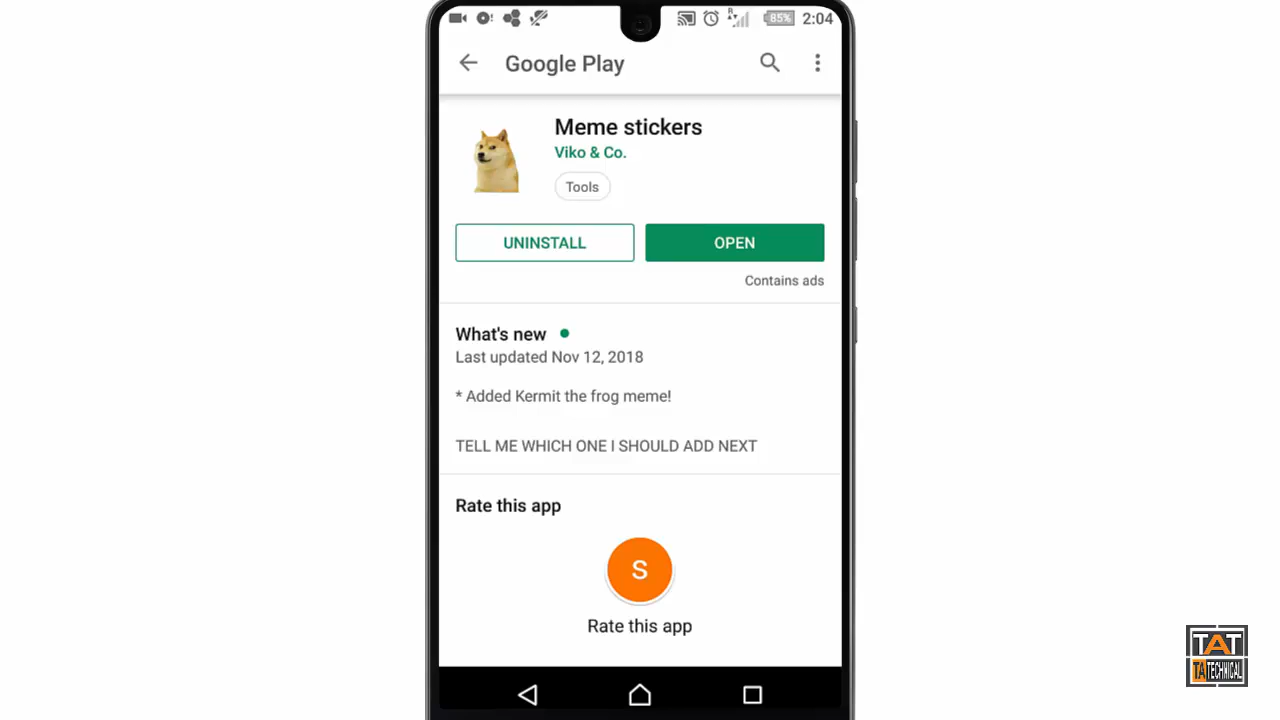 R
85%
2:04
Google Play
Meme stickers
Viko & Co.
Tools
UNINSTALL
OPEN
Contains ads
What's new
Last updated Nov 12, 2018
* Added Kermit the frog meme!
TELL ME WHICH ONE I SHOULD ADD NEXT
Rate this app
S
Rate this app
TAT
TATECHNICAL